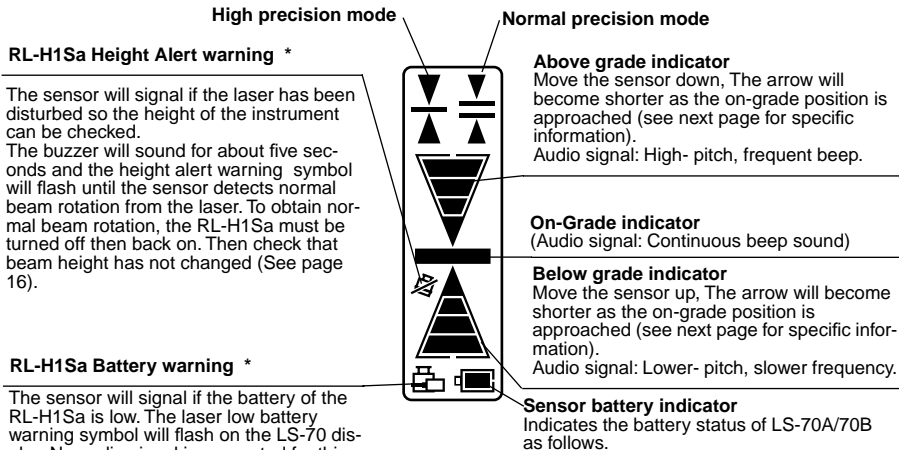 High precision mode
Normal precision mode
RL-H1Sa Height Alert warning *
The sensor will signal if the laser has been
disturbed so the height of the instrument
can be checked.
The buzzer will sound for about five sec-
onds and the height alert warning symbol
will flash until the sensor detects normal
beam rotation from the laser. To obtain nor-
mal beam rotation, the RL-H1Sa must be
turned off then back on. Then check that
beam height has not changed (See page
16).
RL-H1Sa Battery warning *
The sensor will signal if the battery of the
RL-H1Sa is low. The laser low battery
warning symbol will flash on the LS-70 dis-
Above grade indicator
Move the sensor down, The arrow will
become shorter as the on-grade position is
approached (see next page for specific
information).
Audio signal: High- pitch, frequent beep.
On-Grade indicator
(Audio signal: Continuous beep sound)
Below grade indicator
Move the sensor up, The arrow will become
shorter as the on-grade position is
approached (see next page for specific infor-
mation).
Audio signal: Lower- pitch, slower frequency.
Sensor battery indicator
Indicates the battery status of LS-70A/70B
as follows.